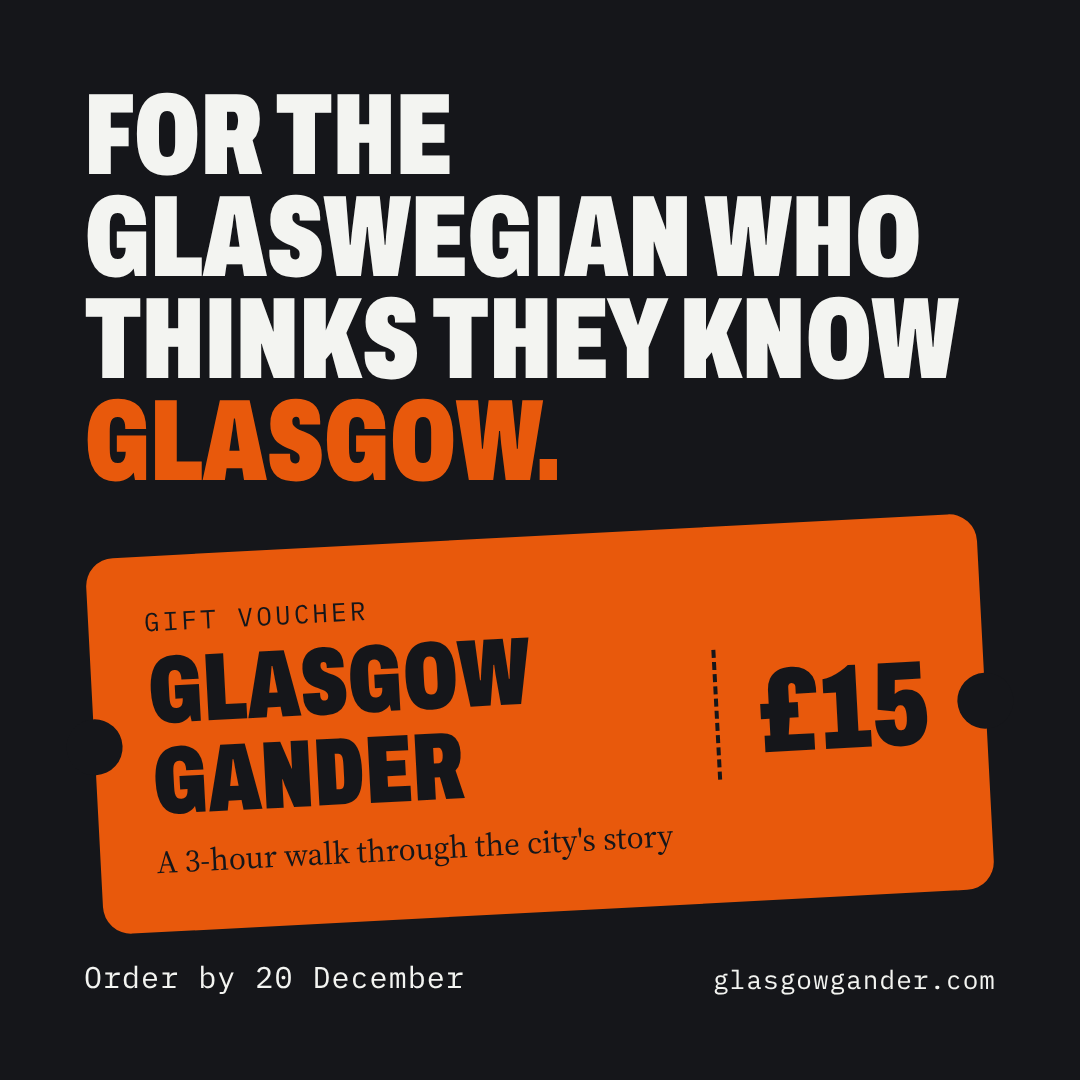 FOR THE
GLASWEGIAN WHO
THINKS THEY KNOW
GLASGOW.
GIFT VOUCHER
GLASGOW
GANDER
£15
A 3-hour walk through the city's story
Order by 20 December
glasgowgander.com